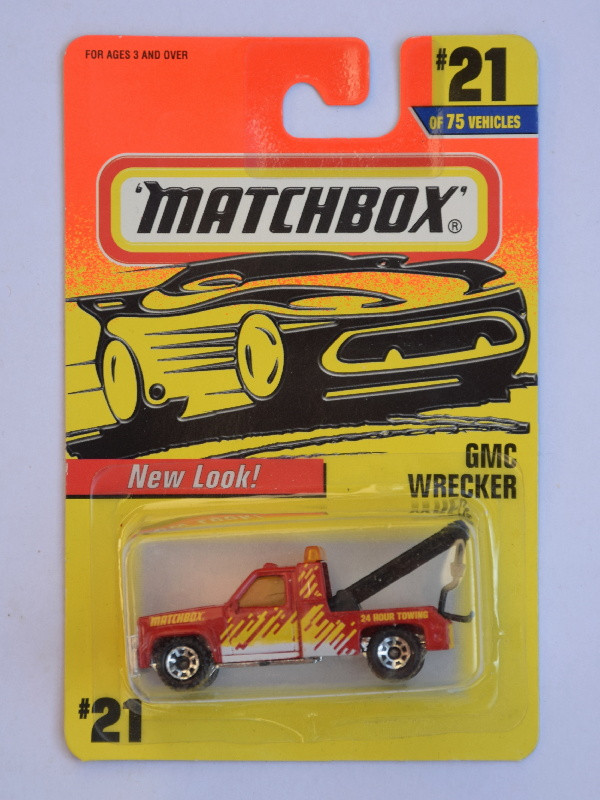 FOR AGES 3 AND OVER
#21
OF 75 VEHICLES
'MATCHBOX'®
New Look!
GMC
WRECKER
MATCHBOX
24 HOUR TOWING
#21